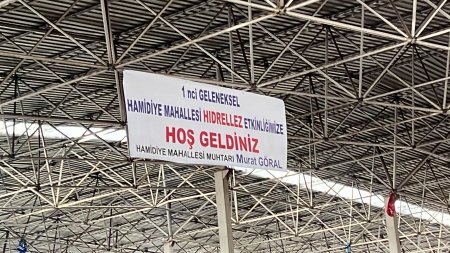 1 nci GELENEKSEL
HAMİDİYE MAHALLESİ HIDRELLEZ ETKİNLİĞİMİZE
HOŞ GELDİNİZ
HAMİDİYE MAHALLESİ MUHTARI Murat GÖRAL